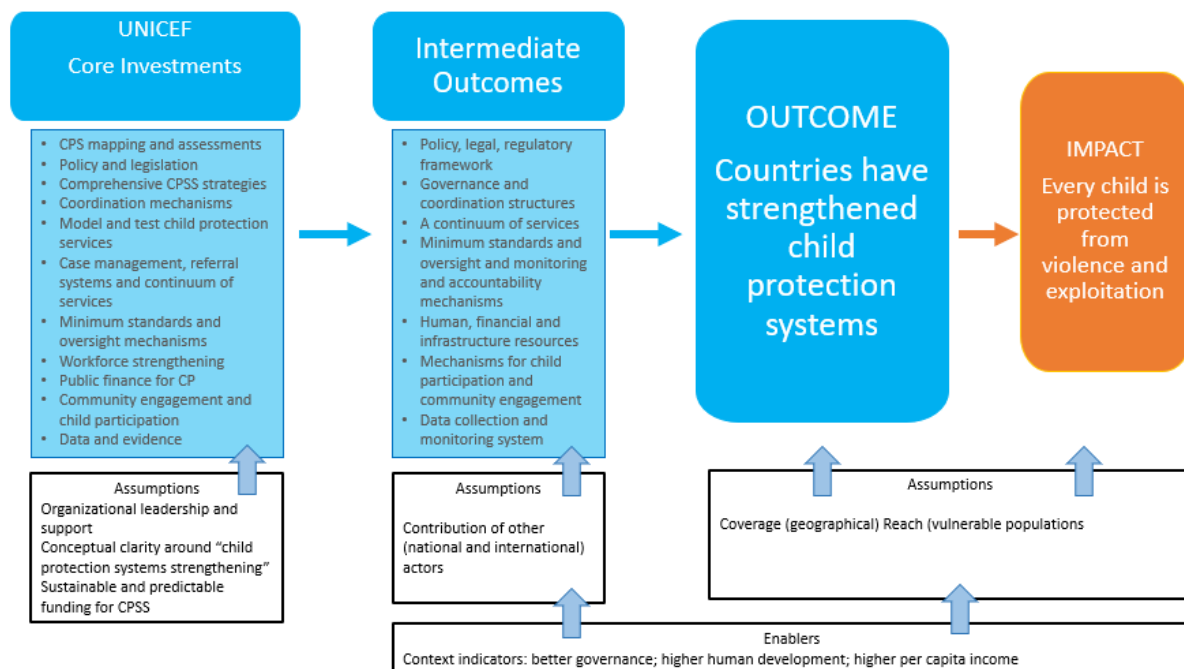 UNICEF
Core Investments
• CPS mapping and assessments
• Policy and legislation
• Comprehensive CPSS strategies
• Coordination mechanisms
• Model and test child protection
services
• Case management, referral
systems and continuum of
services
• Minimum standards and
oversight mechanisms
• Workforce strengthening
• Public finance for CP
• Community engagement and
child participation
• Data and evidence
Assumptions
Organizational leadership and
support
Conceptual clarity around “child
protection systems strengthening”
Sustainable and predictable
funding for CPSS
Intermediate
Outcomes
• Policy, legal, regulatory
framework
• Governance and
coordination structures
• A continuum of services
• Minimum standards and
oversight and monitoring
and accountability
mechanisms
• Human, financial and
infrastructure resources
• Mechanisms for child
participation and
community engagement
• Data collection and
monitoring system
Assumptions
Contribution of other
(national and international)
actors
OUTCOME
Countries have
strengthened
child
protection
systems
IMPACT
Every child is
protected
from
violence and
exploitation
Assumptions
Coverage (geographical) Reach (vulnerable populations
Enablers
Context indicators: better governance; higher human development; higher per capita income